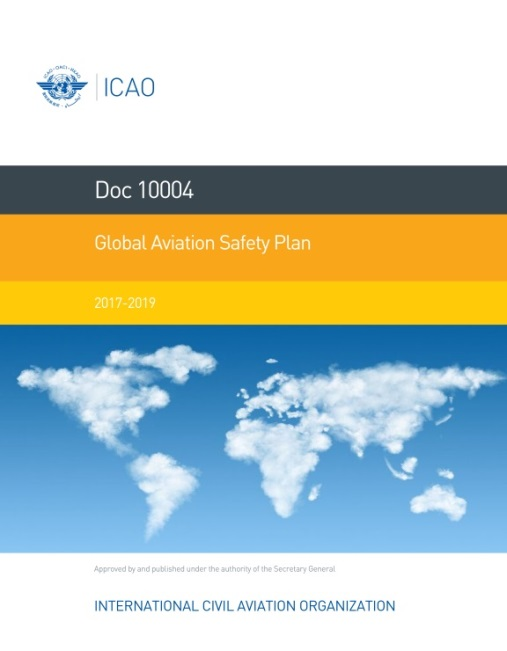 ICAO
Doc 10004
Global Aviation Safety Plan
2017-2019
Approved by and published under the authority of the Secretary General
INTERNATIONAL CIVIL AVIATION ORGANIZATION